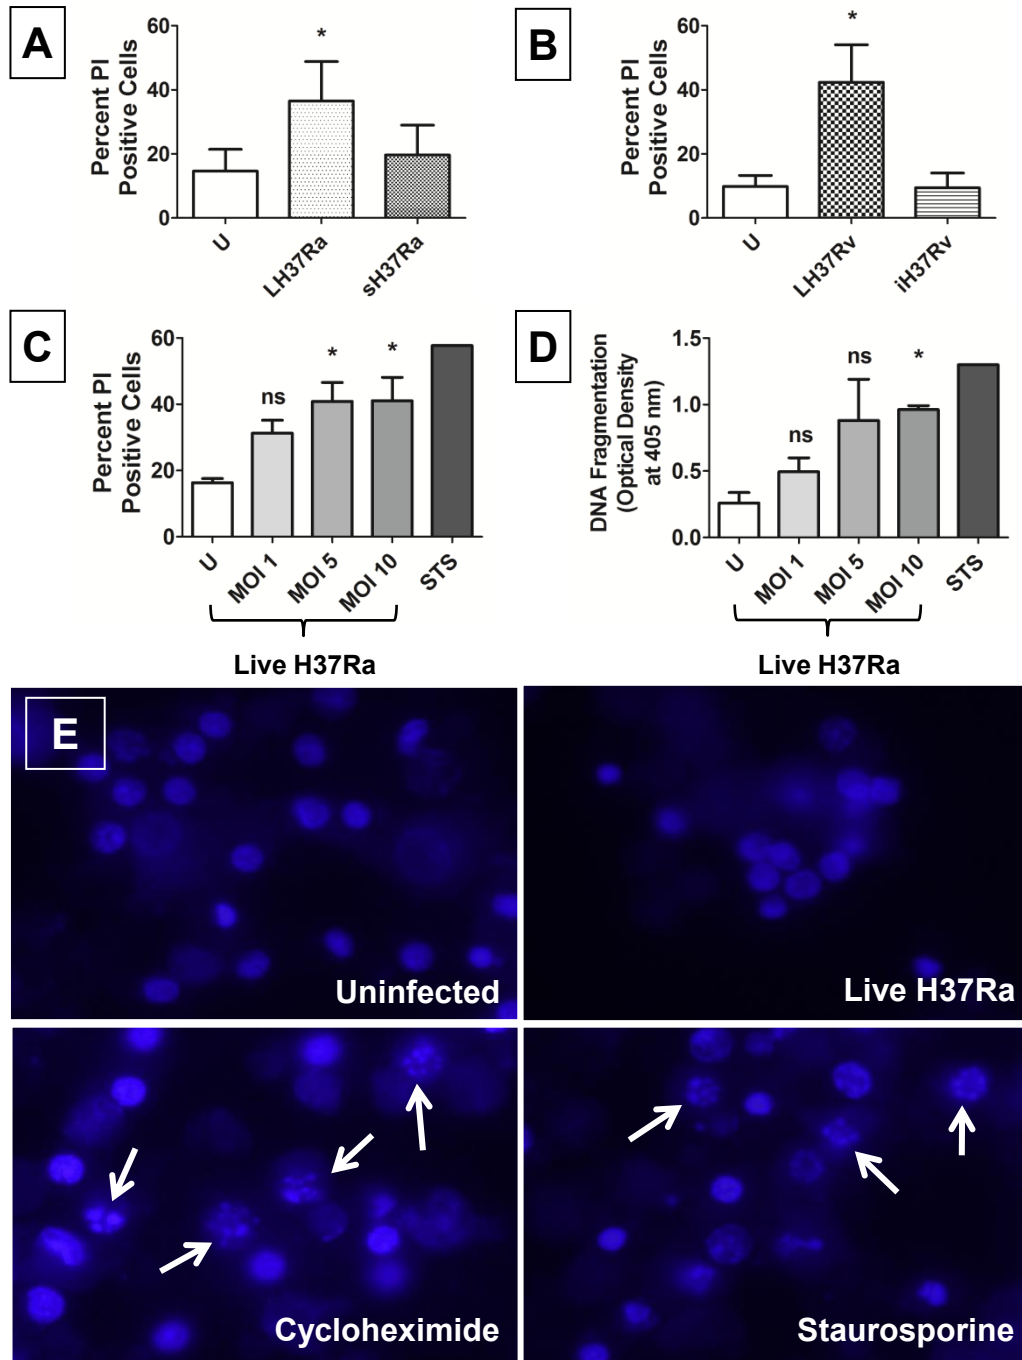 A
Percent PI
Positive Cells
60
40
20
0
*
U
LH37Ra
sH37Ra
B
Percent PI
Positive Cells
60
40
20
0
*
U
LH37Rv
iH37Rv
C
Percent PI
Positive Cells
60
40
20
0
ns
*
*
U
MOI 1
MOI 5
MOI 10
STS
Live H37Ra
D
DNA Fragmentation
(Optical Density
at 405 nm)
1.5
1.0
0.5
0.0
ns
ns
*
U
MOI 1
MOI 5
MOI 10
STS
Live H37Ra
E
Uninfected
Live H37Ra
Cycloheximide
Staurosporine